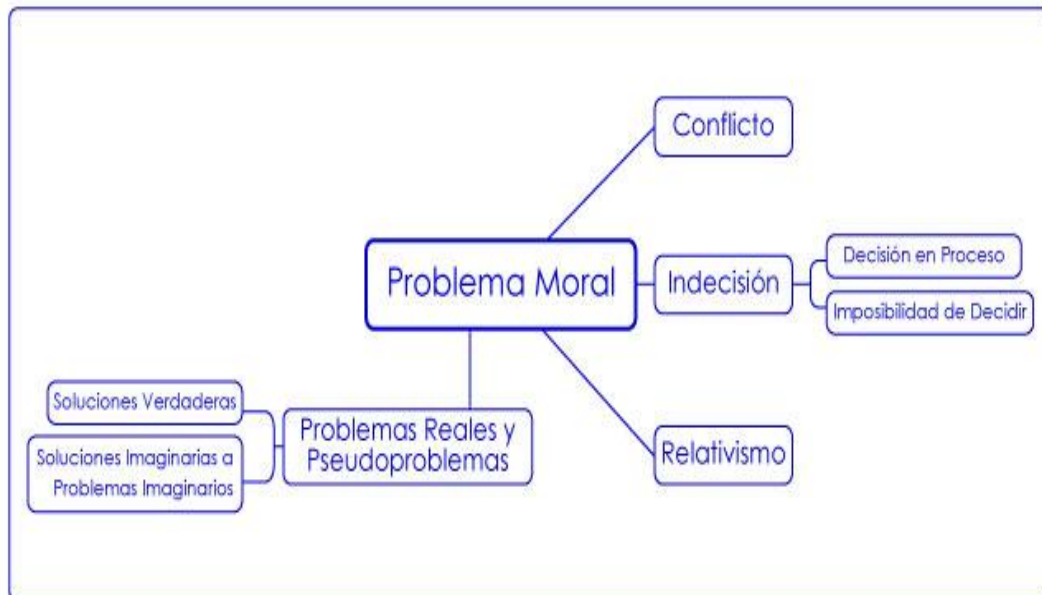 Conflicto
Problema Moral
Indecisión
Decisión en Proceso
Imposibilidad de Decidir
Relativismo
Problemas Reales y
Pseudoproblemas
Soluciones Verdaderas
Soluciones Imaginarias a
Problemas Imaginarios